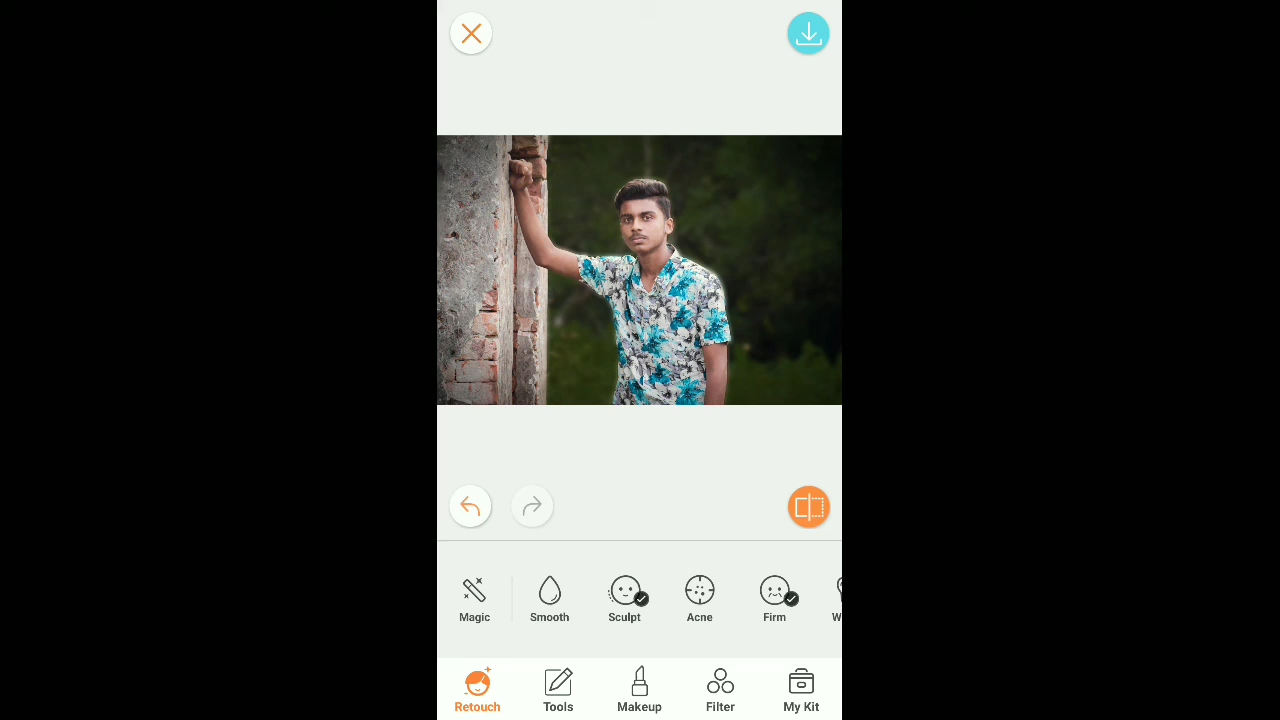 Magic
Smooth
Sculpt
Acne
Firm
Retouch
Tools
Makeup
Filter
My Kit